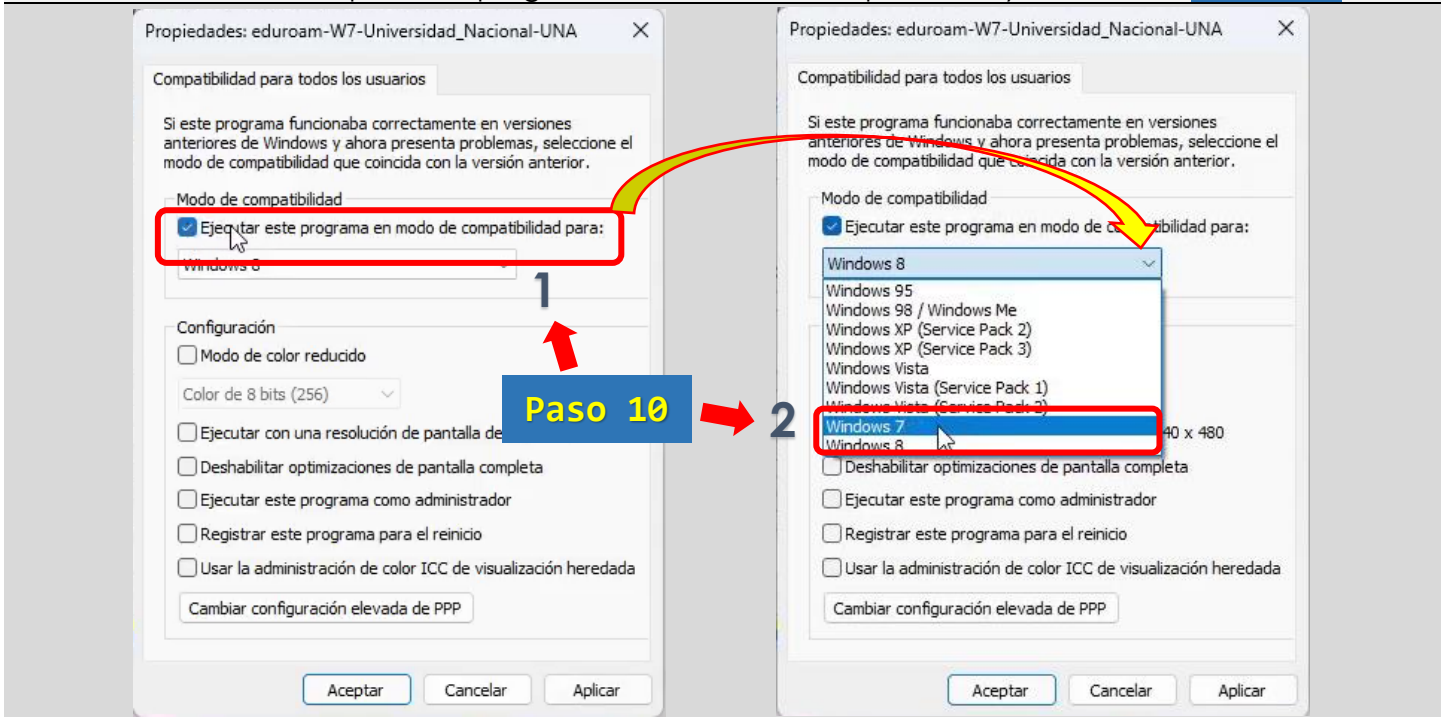 Propiedades: eduroam-W7-Universidad_Nacional-UNA
Compatibilidad para todos los usuarios
Si este programa funcionaba correctamente en versiones
anteriores de Windows y ahora presenta problemas, seleccione el
modo de compatibilidad que coincida con la versión anterior.
Modo de compatibilidad
Ejecutar este programa en modo de compatibilidad para:
Windows 8
1
Configuración
Modo de color reducido
Color de 8 bits (256)
Ejecutar con una resolución de pantalla de
Deshabilitar optimizaciones de pantalla completa
Ejecutar este programa como administrador
Registrar este programa para el reinicio
Usar la administración de color ICC de visualización heredada
Cambiar configuración elevada de PPP
Aceptar Cancelar Aplicar
Paso 10
Propiedades: eduroam-W7-Universidad_Nacional-UNA
Compatibilidad para todos los usuarios
Si este programa funcionaba correctamente en versiones
anteriores de Windows y ahora presenta problemas, seleccione el
modo de compatibilidad que coincida con la versión anterior.
Modo de compatibilidad
Ejecutar este programa en modo de compatibilidad para:
Windows 8
Windows 95
Windows 98 / Windows Me
Windows XP (Service Pack 2)
Windows XP (Service Pack 3)
Windows Vista
Windows Vista (Service Pack 1)
Windows Vista (Service Pack 2)
2
Windows 7
40 x 480
Windows 8
Deshabilitar optimizaciones de pantalla completa
Ejecutar este programa como administrador
Registrar este programa para el reinicio
Usar la administración de color ICC de visualización heredada
Cambiar configuración elevada de PPP
Aceptar Cancelar Aplicar